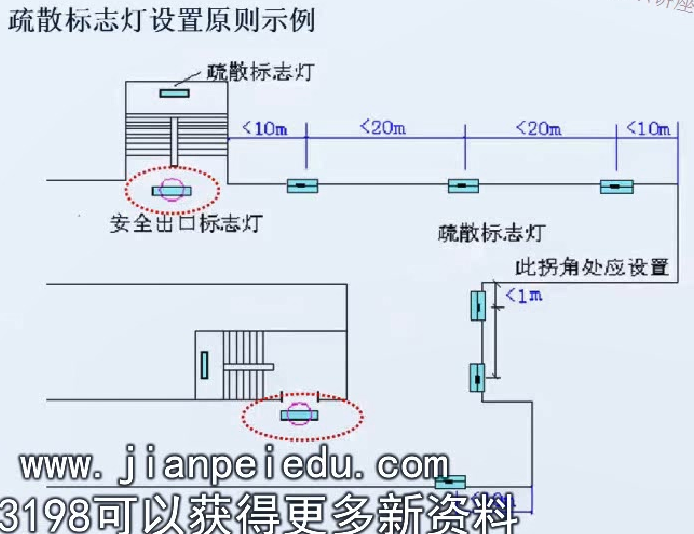 疏散标志灯设置原则示例
讲座
疏散标志灯
<10m
<20m
<20m
<10m
安全出口标志灯
疏散标志灯
此拐角处应设置
<1m
www.jianpeiedu.com
3198可以获得更多新资料